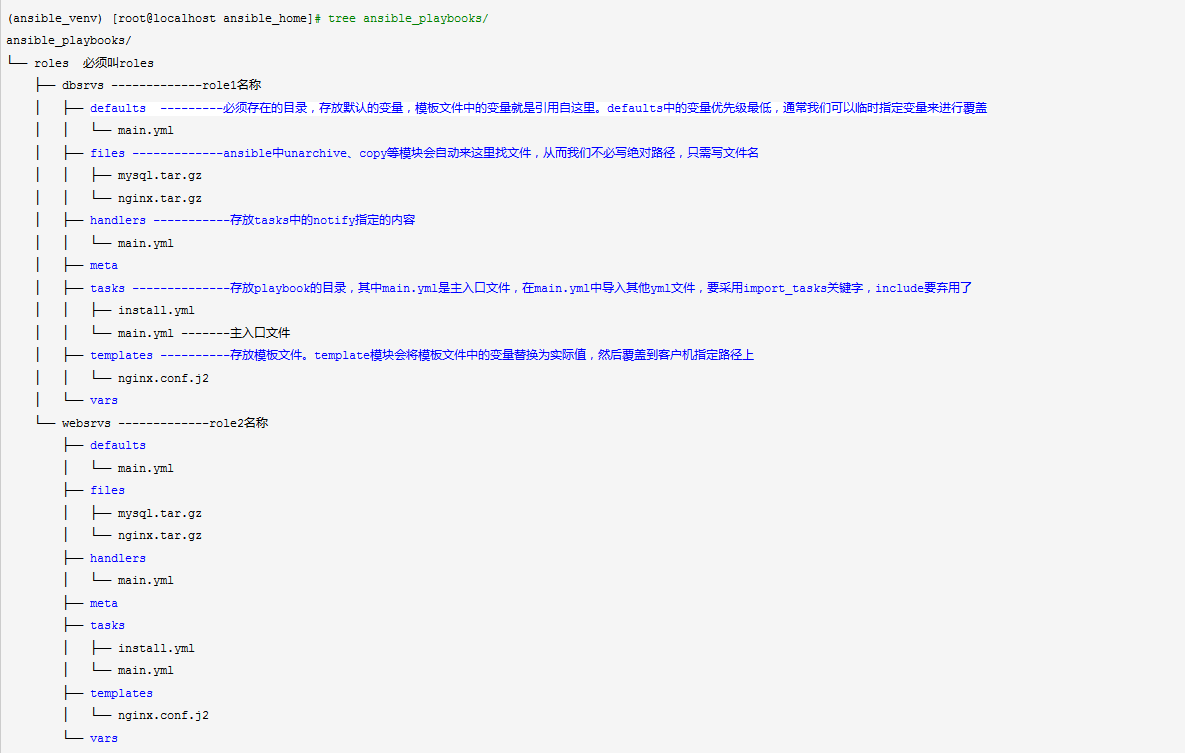 (ansible_venv) [root@localhost ansible_home]# tree ansible_playbooks/
ansible_playbooks/
└── roles  必须叫roles
    ├── dbsrvs -------------role1名称
    │   ├── defaults  ---------必须存在的目录，存放默认的变量，模板文件中的变量就是引用自这里。defaults中的变量优先级最低，通常我们可以临时指定变量来进行覆盖
    │   │   └── main.yml
    │   ├── files -------------ansible中unarchive、copy等模块会自动来这里找文件，从而我们不必写绝对路径，只需写文件名
    │   │   ├── mysql.tar.gz
    │   │   └── nginx.tar.gz
    │   ├── handlers -----------存放tasks中的notify指定的内容
    │   │   └── main.yml
    │   ├── meta
    │   ├── tasks --------------存放playbook的目录，其中main.yml是主入口文件，在main.yml中导入其他yml文件，要采用import_tasks关键字，include要弃用了
    │   │   ├── install.yml
    │   │   └── main.yml -------主入口文件
    │   ├── templates ----------存放模板文件。template模块会将模板文件中的变量替换为实际值，然后覆盖到客户机指定路径上
    │   │   └── nginx.conf.j2
    │   └── vars
    └── websrvs -------------role2名称
        ├── defaults
        │   └── main.yml
        ├── files
        │   ├── mysql.tar.gz
        │   └── nginx.tar.gz
        ├── handlers
        │   └── main.yml
        ├── meta
        ├── tasks
        │   ├── install.yml
        │   └── main.yml
        ├── templates
        │   └── nginx.conf.j2
        └── vars